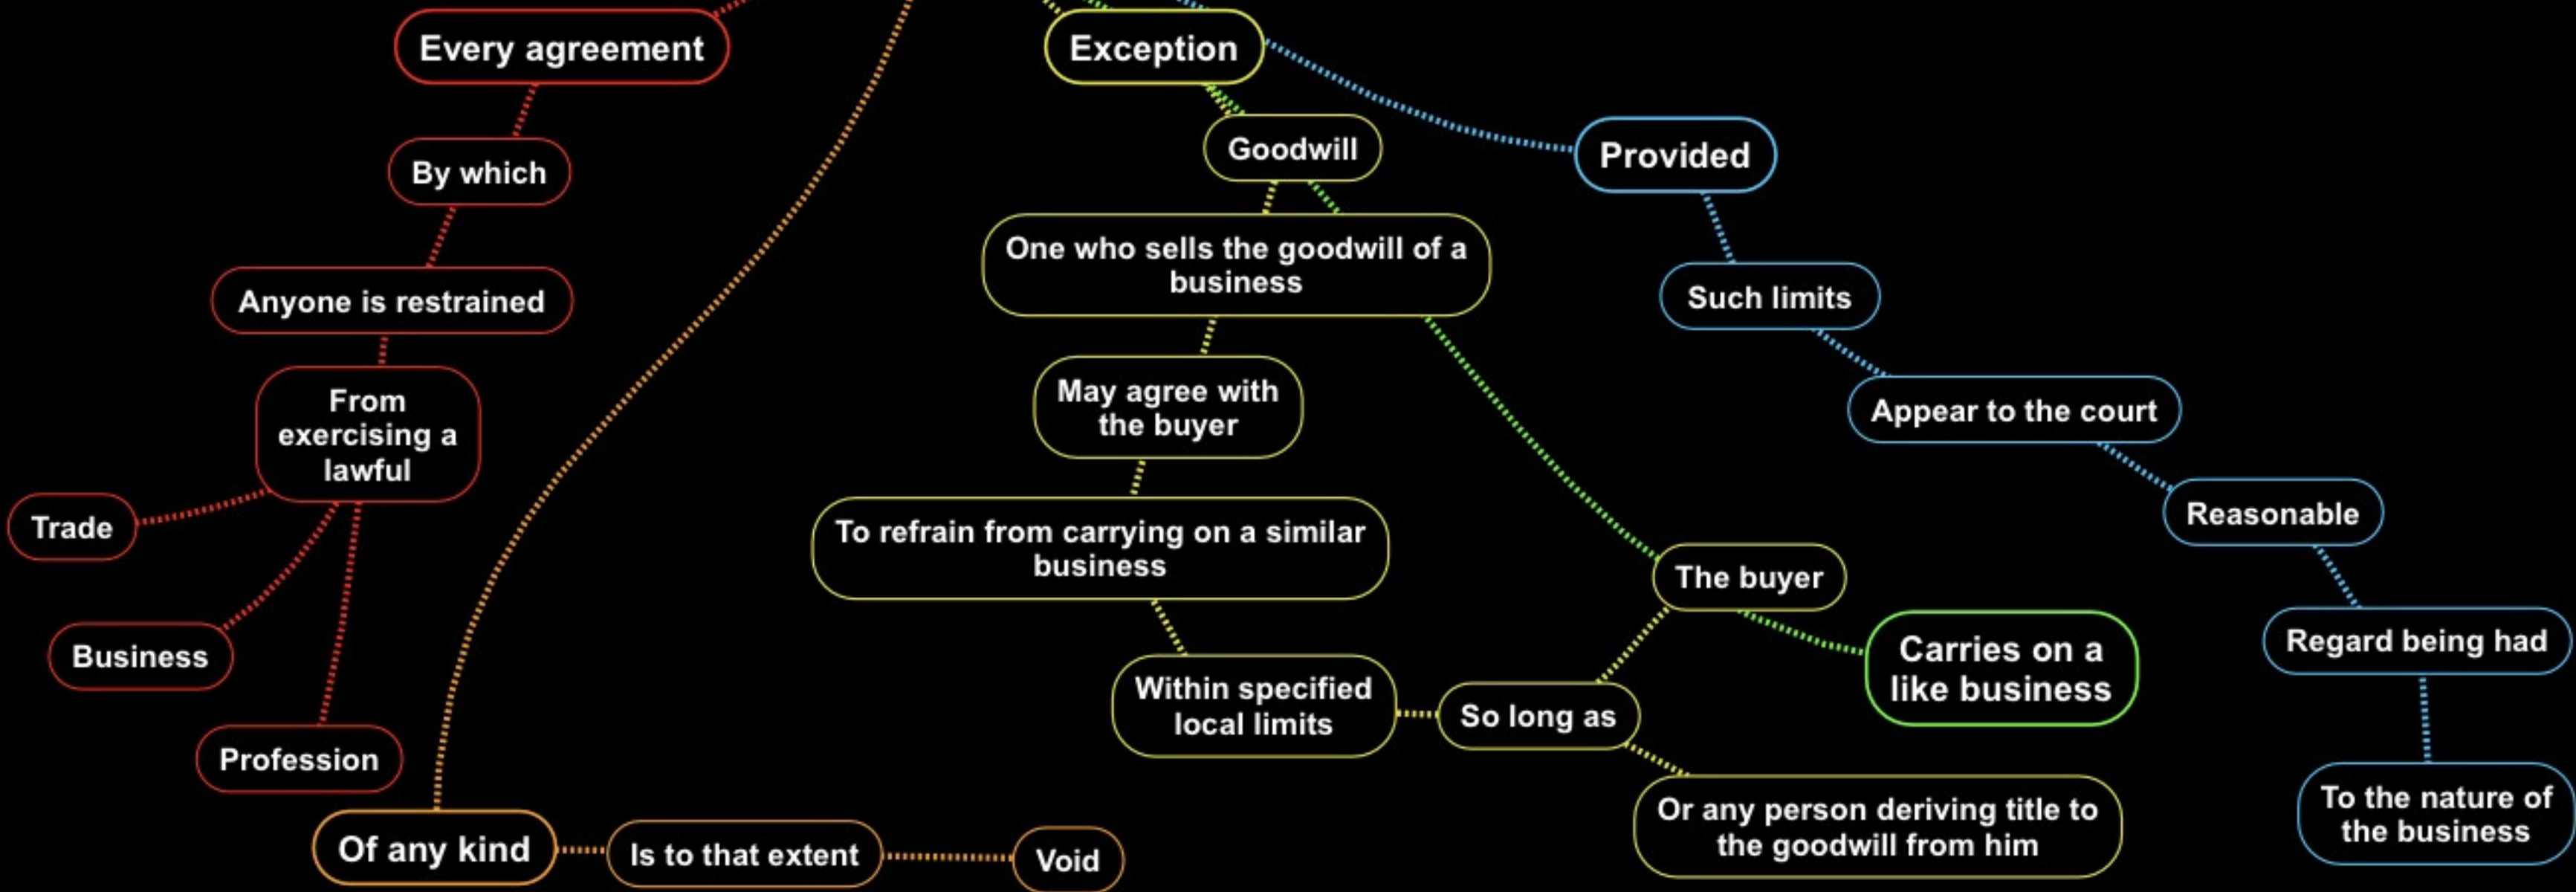 Every agreement
By which
Anyone is restrained
From
exercising a
lawful
Trade
Business
Profession
Of any kind
Is to that extent
Void
Exception
Goodwill
One who sells the goodwill of a
business
May agree with
the buyer
To refrain from carrying on a similar
business
Within specified
local limits
So long as
The buyer
Carries on a
like business
Or any person deriving title to
the goodwill from him
Provided
Such limits
Appear to the court
Reasonable
Regard being had
To the nature of
the business